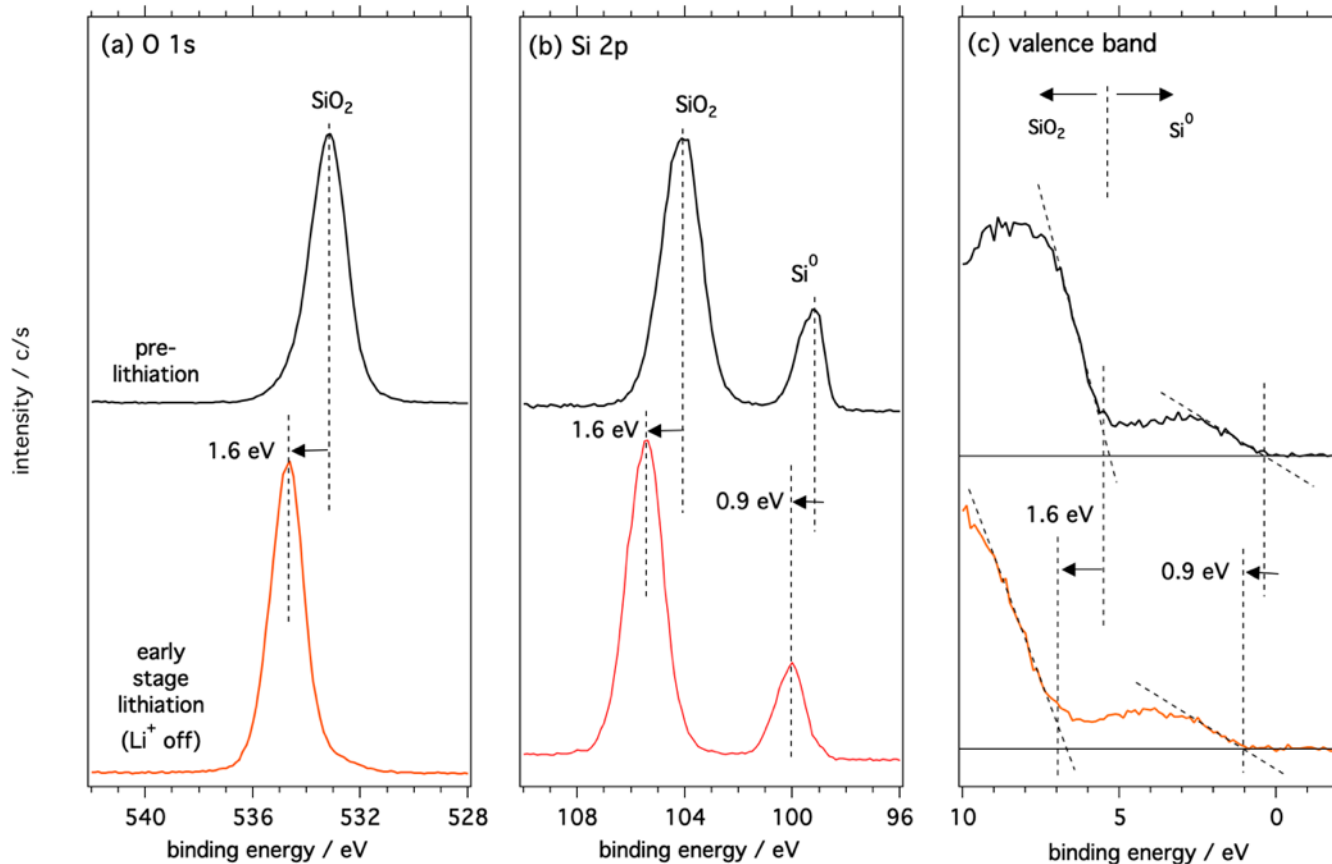 (a) O 1s
(b) Si 2p
(c) valence band
SiO2
SiO2
SiO2
Si0
Si0
pre-
lithiation
intensity / c/s
1.6 eV
1.6 eV
0.9 eV
1.6 eV
0.9 eV
early
stage
lithiation
(Li+ off)
540
536
532
528
108
104
100
96
10
5
0
binding energy / eV
binding energy / eV
binding energy / eV